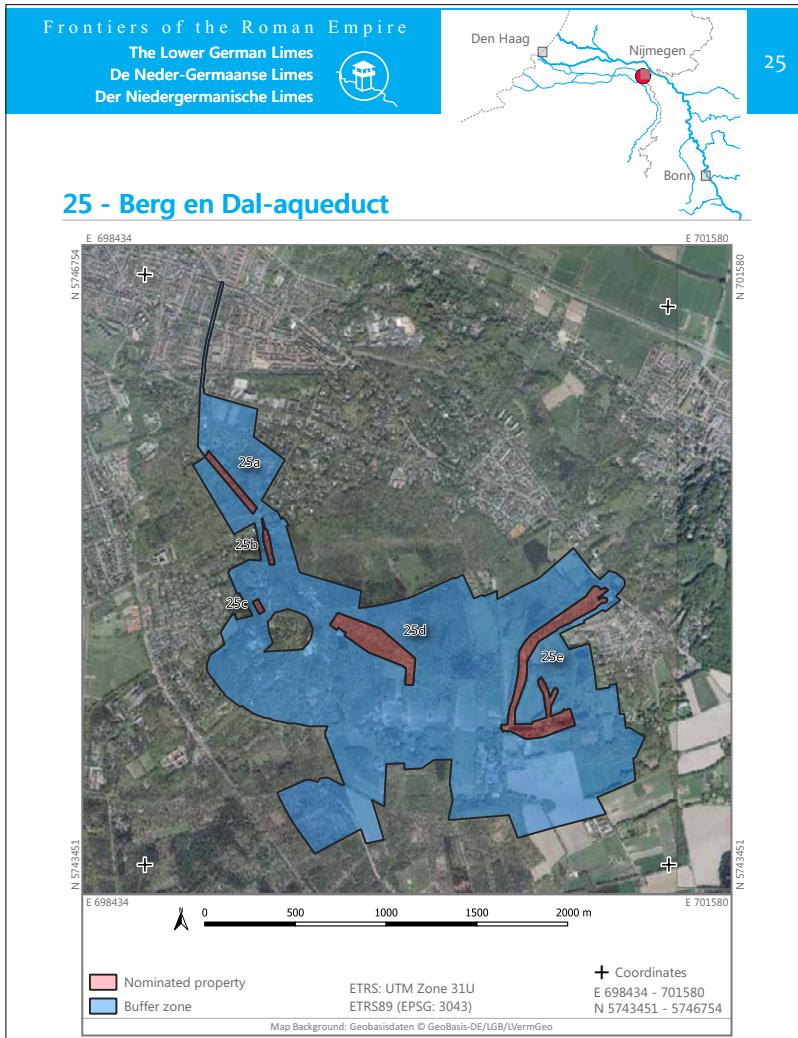 Frontiers of the Roman Empire
The Lower German Limes
De Neder-Germaanse Limes
Der Niedergermanische Limes
Den Haag
Nijmegen
Bonn
25
25 - Berg en Dal-aqueduct
E 698434
E 701580
N 5746754
N 701580
25a
25b
25c
25d
25e
N 5743451
N 5743451
E 698434
E 701580
N
0 500 1000 1500 2000 m
Nominated property
Buffer zone
ETRS: UTM Zone 31U
ETRS89 (EPSG: 3043)
Coordinates
E 698434 - 701580
N 5743451 - 5746754
Map Background: Geobasisdaten © GeoBasis-DE/LGB/LVermGeo